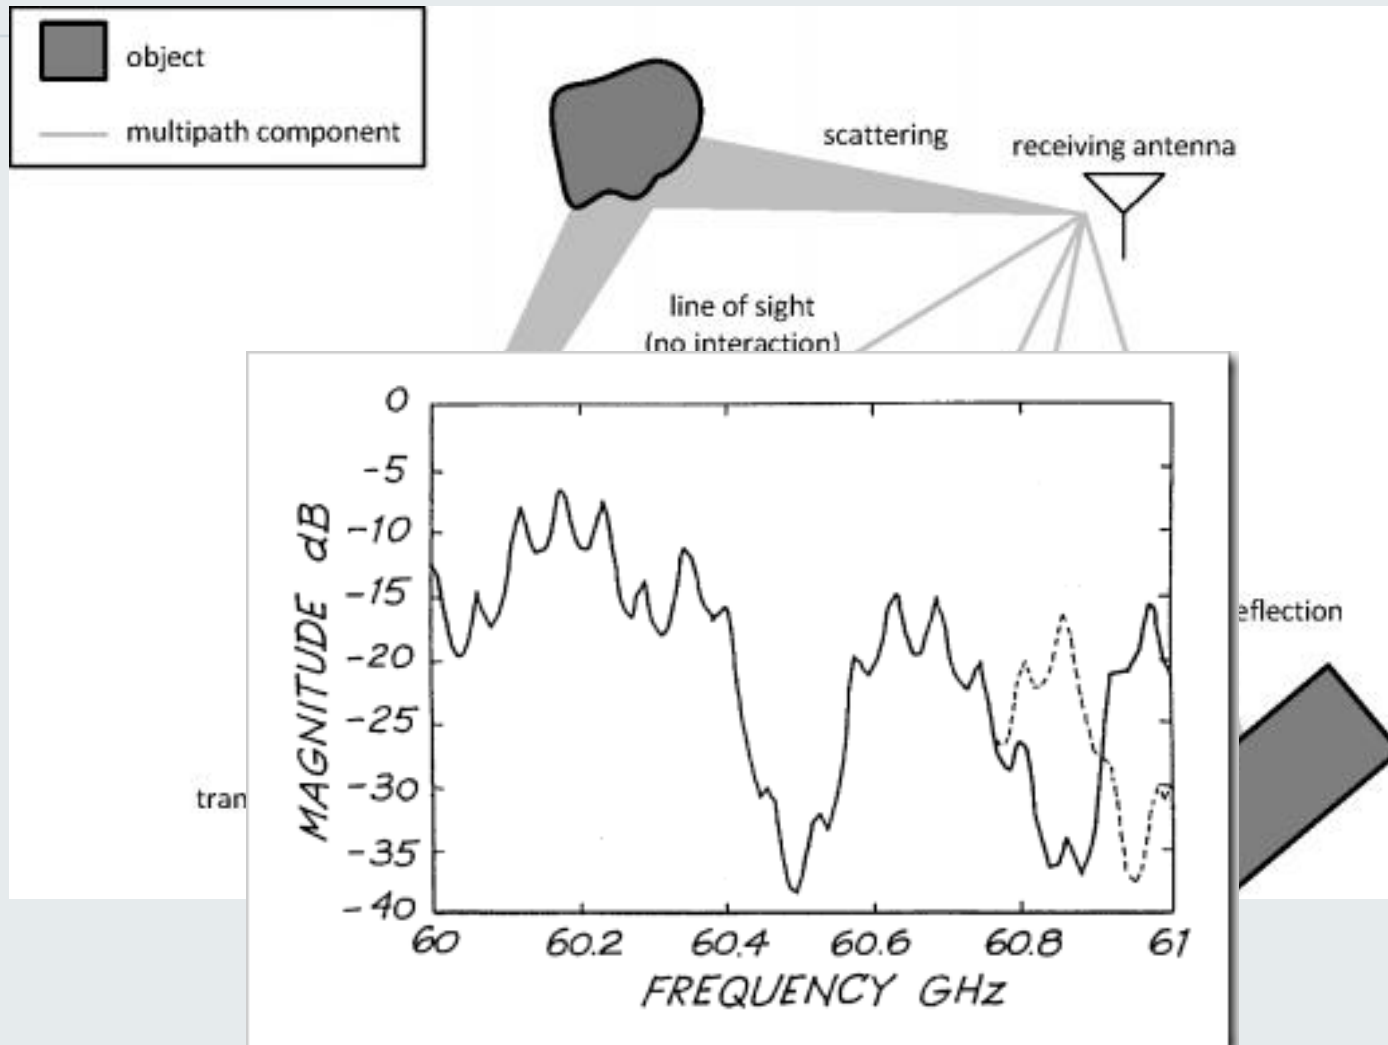 object
multipath component
scattering
receiving antenna
line of sight
(no interaction)
0
-5
-10
-15
-20
-25
-30
-35
-40
MAGNITUDE dB
60
60.2
60.4
60.6
60.8
61
FREQUENCY GHz
eflection
tran